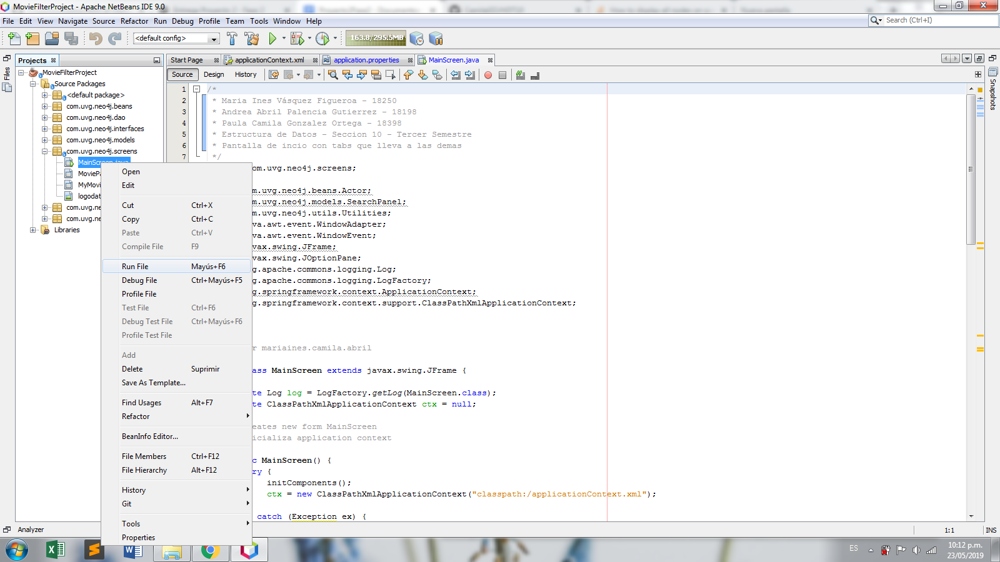 MovieFilterProject - Apache NetBeans IDE 9.0
File Edit View Navigate Source Refactor Run Debug Profile Team Tools Window Help
Search (Ctrl+I)
<default config>
163.8/295.5MB
Files
Projects
MovieFilterProject
Source Packages
<default package>
com.uvg.neo4j.beans
com.uvg.neo4j.dao
com.uvg.neo4j.interfaces
com.uvg.neo4j.models
com.uvg.neo4j.screens
MainScreen.java
MoviePa
MyMovi
logodat
com.uvg.ne
com.uvg.ne
Libraries
Start Page applicationContext.xml application.properties MainScreen.java
Source Design History
1 /*
2 * Maria Ines Vásquez Figueroa - 18250
3 * Andrea Abril Palencia Gutierrez - 18198
4 * Paula Camila Gonzalez Ortega - 18398
5 * Estructura de Datos - Seccion 10 - Tercer Semestre
6 * Pantalla de incio con tabs que lleva a las demas
7 */
om.uvg.neo4j.screens;
m.uvg.neo4j.beans.Actor;
m.uvg.neo4j.models.SearchPanel;
m.uvg.neo4j.utils.Utilities;
va.awt.event.WindowAdapter;
va.awt.event.WindowEvent;
vax.swing.JFrame;
vax.swing.JOptionPane;
g.apache.commons.logging.Log;
g.apache.commons.logging.LogFactory;
g.springframework.context.ApplicationContext;
g.springframework.context.support.ClassPathXmlApplicationContext;
r mariaines.camila.abril
ass MainScreen extends javax.swing.JFrame {
te Log log = LogFactory.getLog(MainScreen.class);
te ClassPathXmlApplicationContext ctx = null;
eates new form MainScreen
icializa application context
c MainScreen() {
ry {
initComponents();
ctx = new ClassPathXmlApplicationContext("classpath:/applicationContext.xml");
catch (Exception ex) {
Open
Edit
Cut Ctrl+X
Copy Ctrl+C
Paste Ctrl+V
Compile File F9
Run File Mayús+F6
Debug File Ctrl+Mayús+F5
Profile File
Test File Ctrl+F6
Debug Test File Ctrl+Mayús+F6
Profile Test File
Add
Delete Suprimir
Save As Template...
Find Usages Alt+F7
Refactor
BeanInfo Editor...
File Members Ctrl+F12
File Hierarchy Alt+F12
History
Git
Tools
Properties
Snapshots
Analyzer
1:1 INS
ES
10:12 p.m.
23/05/2019